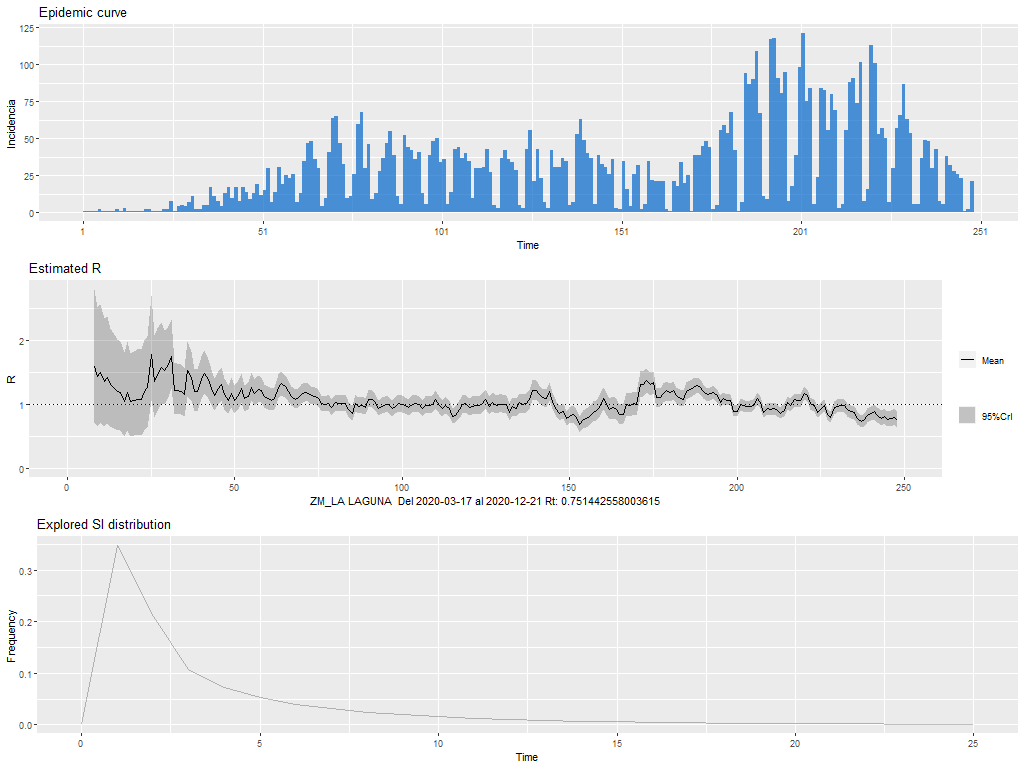 Epidemic curve
125
100
75
50
25
0
Incidencia
1 51 101 151 201 251
Time
Estimated R
2
1
0
R
Mean
95%CrI
0 50 100 150 200 250
ZM_LA LAGUNA Del 2020-03-17 al 2020-12-21 Rt: 0.751442558003615
Explored SI distribution
0.3
0.2
0.1
0.0
Frequency
0 5 10 15 20 25
Time